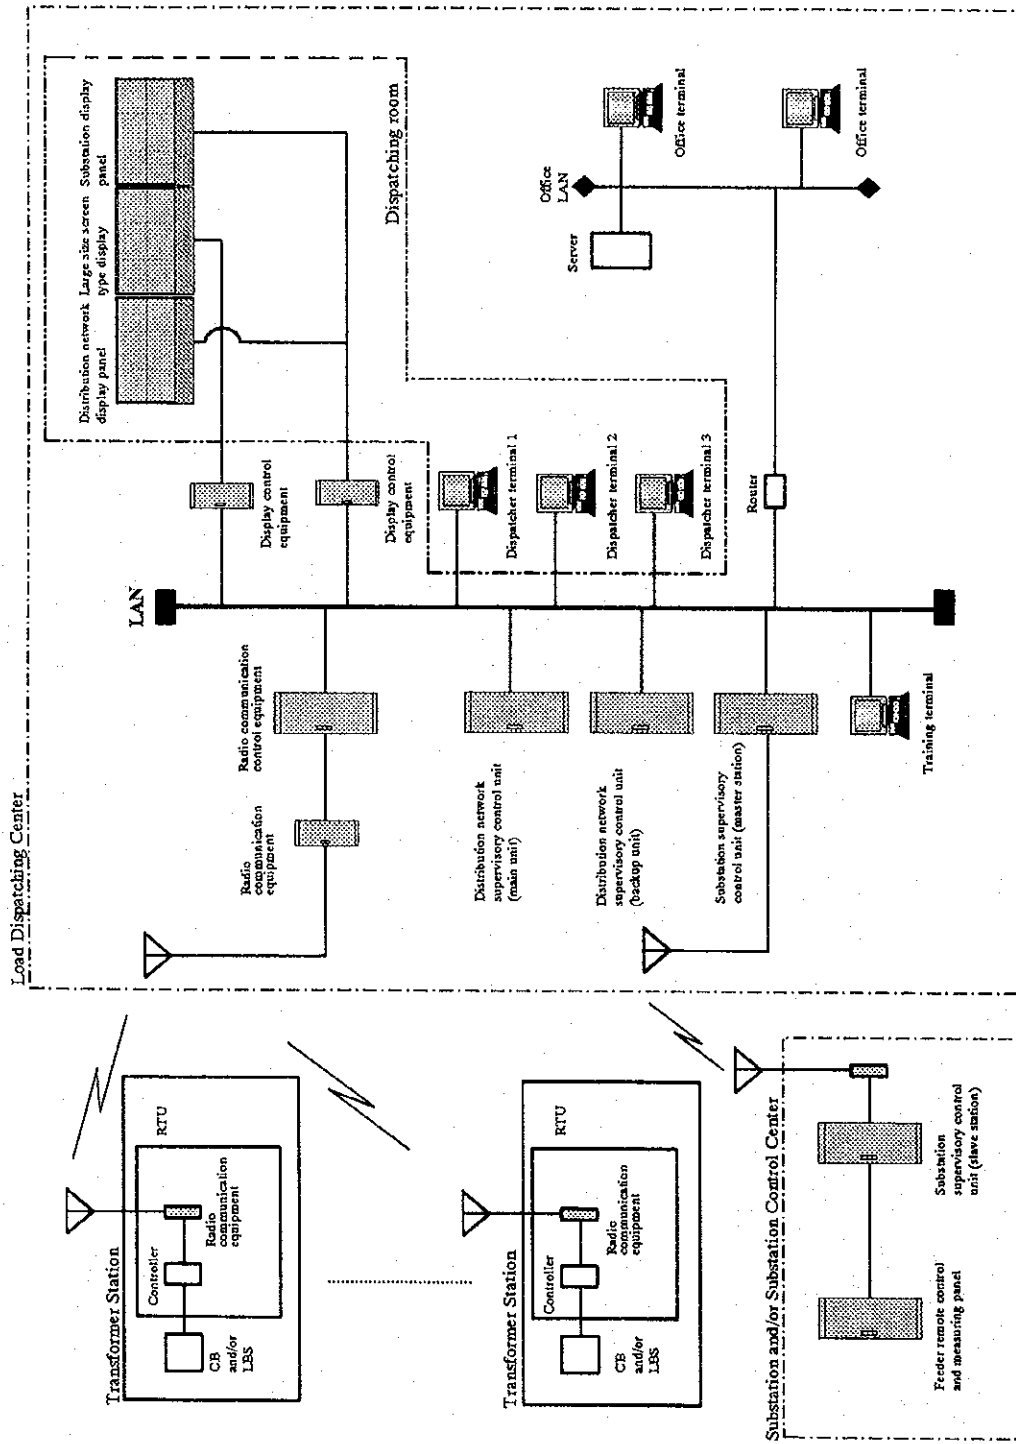 Load Dispatching Center
Distribution network
display panel
Large size screen
type display
Substation display
panel
Dispatching room
Display control
equipment
Display control
equipment
LAN
Radio communication
control equipment
Radio
communication
equipment
Dispatcher terminal 1
Dispatcher terminal 2
Dispatcher terminal 3
Distribution network
supervisory control unit
(main unit)
Distribution network
supervisory control unit
(backup unit)
Substation supervisory
control unit (master station)
Training terminal
Router
Office
LAN
Server
Office terminal
Office terminal
Transformer Station
RTU
Radio
communication
equipment
Controller
CB
and/or
LBS
Transformer Station
RTU
Radio
communication
equipment
Controller
CB
and/or
LBS
Substation and/or Substation Control Center
Substation
supervisory control
unit (slave station)
Feeder remote control
and measuring panel